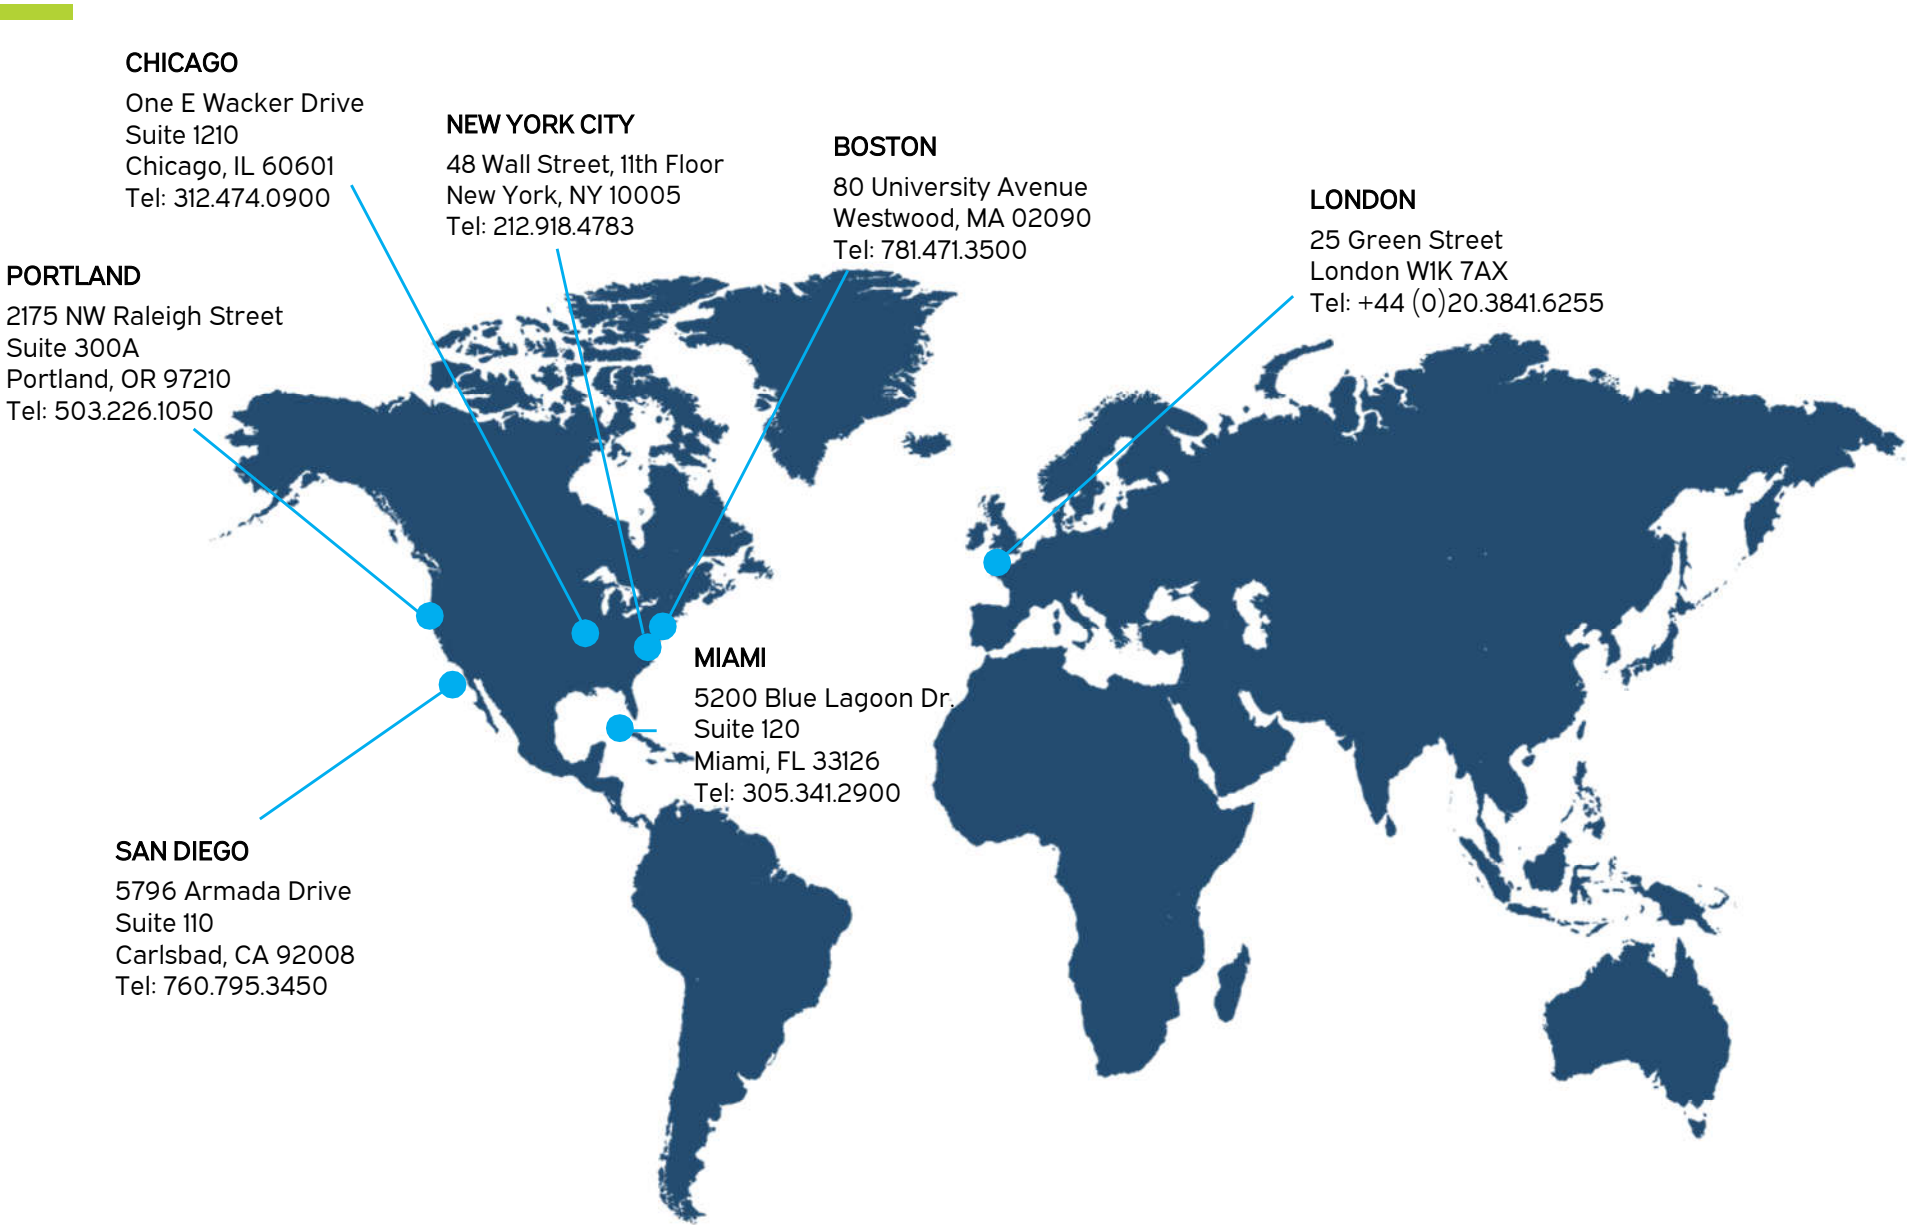 CHICAGO
One E Wacker Drive
Suite 1210
Chicago, IL 60601
Tel: 312.474.0900
NEW YORK CITY
48 Wall Street, 11th Floor
New York, NY 10005
Tel: 212.918.4783
BOSTON
80 University Avenue
Westwood, MA 02090
Tel: 781.471.3500
LONDON
25 Green Street
London W1K 7AX
Tel: +44 (0)20.3841.6255
PORTLAND
2175 NW Raleigh Street
Suite 300A
Portland, OR 97210
Tel: 503.226.1050
MIAMI
5200 Blue Lagoon Dr.
Suite 120
Miami, FL 33126
Tel: 305.341.2900
SAN DIEGO
5796 Armada Drive
Suite 110
Carlsbad, CA 92008
Tel: 760.795.3450